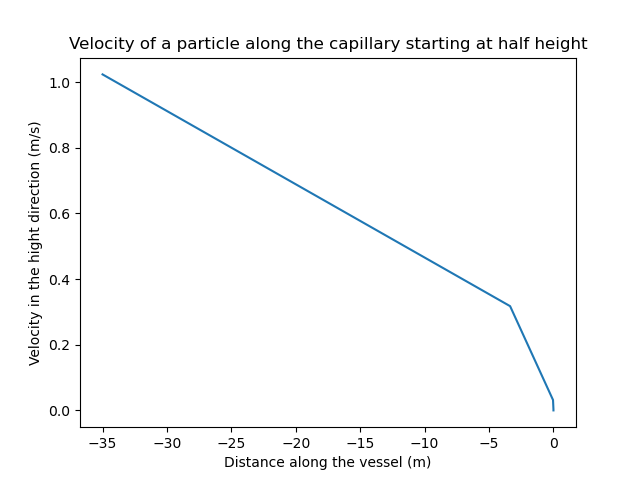 Velocity of a particle along the capillary starting at half height
Velocity in the hight direction (m/s)
1.0
0.8
0.6
0.4
0.2
0.0
−35 −30 −25 −20 −15 −10 −5 0
Distance along the vessel (m)